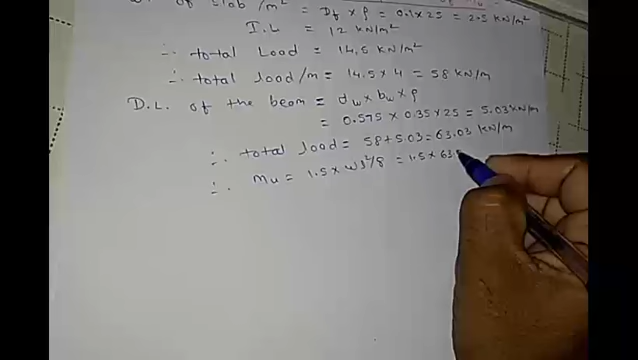 of slab /m² = Df × ρ = 0.1 × 25 = 2.5 KN/m²
I.L = 12 KN/m²
∴ total Load = 14.5 KN/m²
∴ total load/m = 14.5 × 4 = 58 KN/m
D.L. of the beam = dw × bw × ρ
= 0.575 × 0.35 × 25 = 5.03 KN/m
∴ total load = 58 + 5.03 = 63.03 KN/m
∴ Mu = 1.5 × wl²/8 = 1.5 × 63